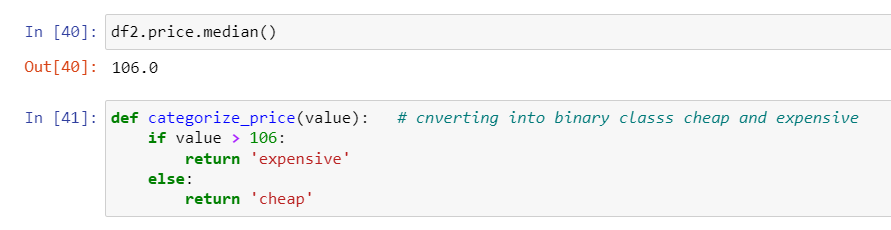 In [40]: df2.price.median()
Out[40]: 106.0
In [41]: def categorize_price(value):   # cnverting into binary classs cheap and expensive
    if value > 106:
        return 'expensive'
    else:
        return 'cheap'